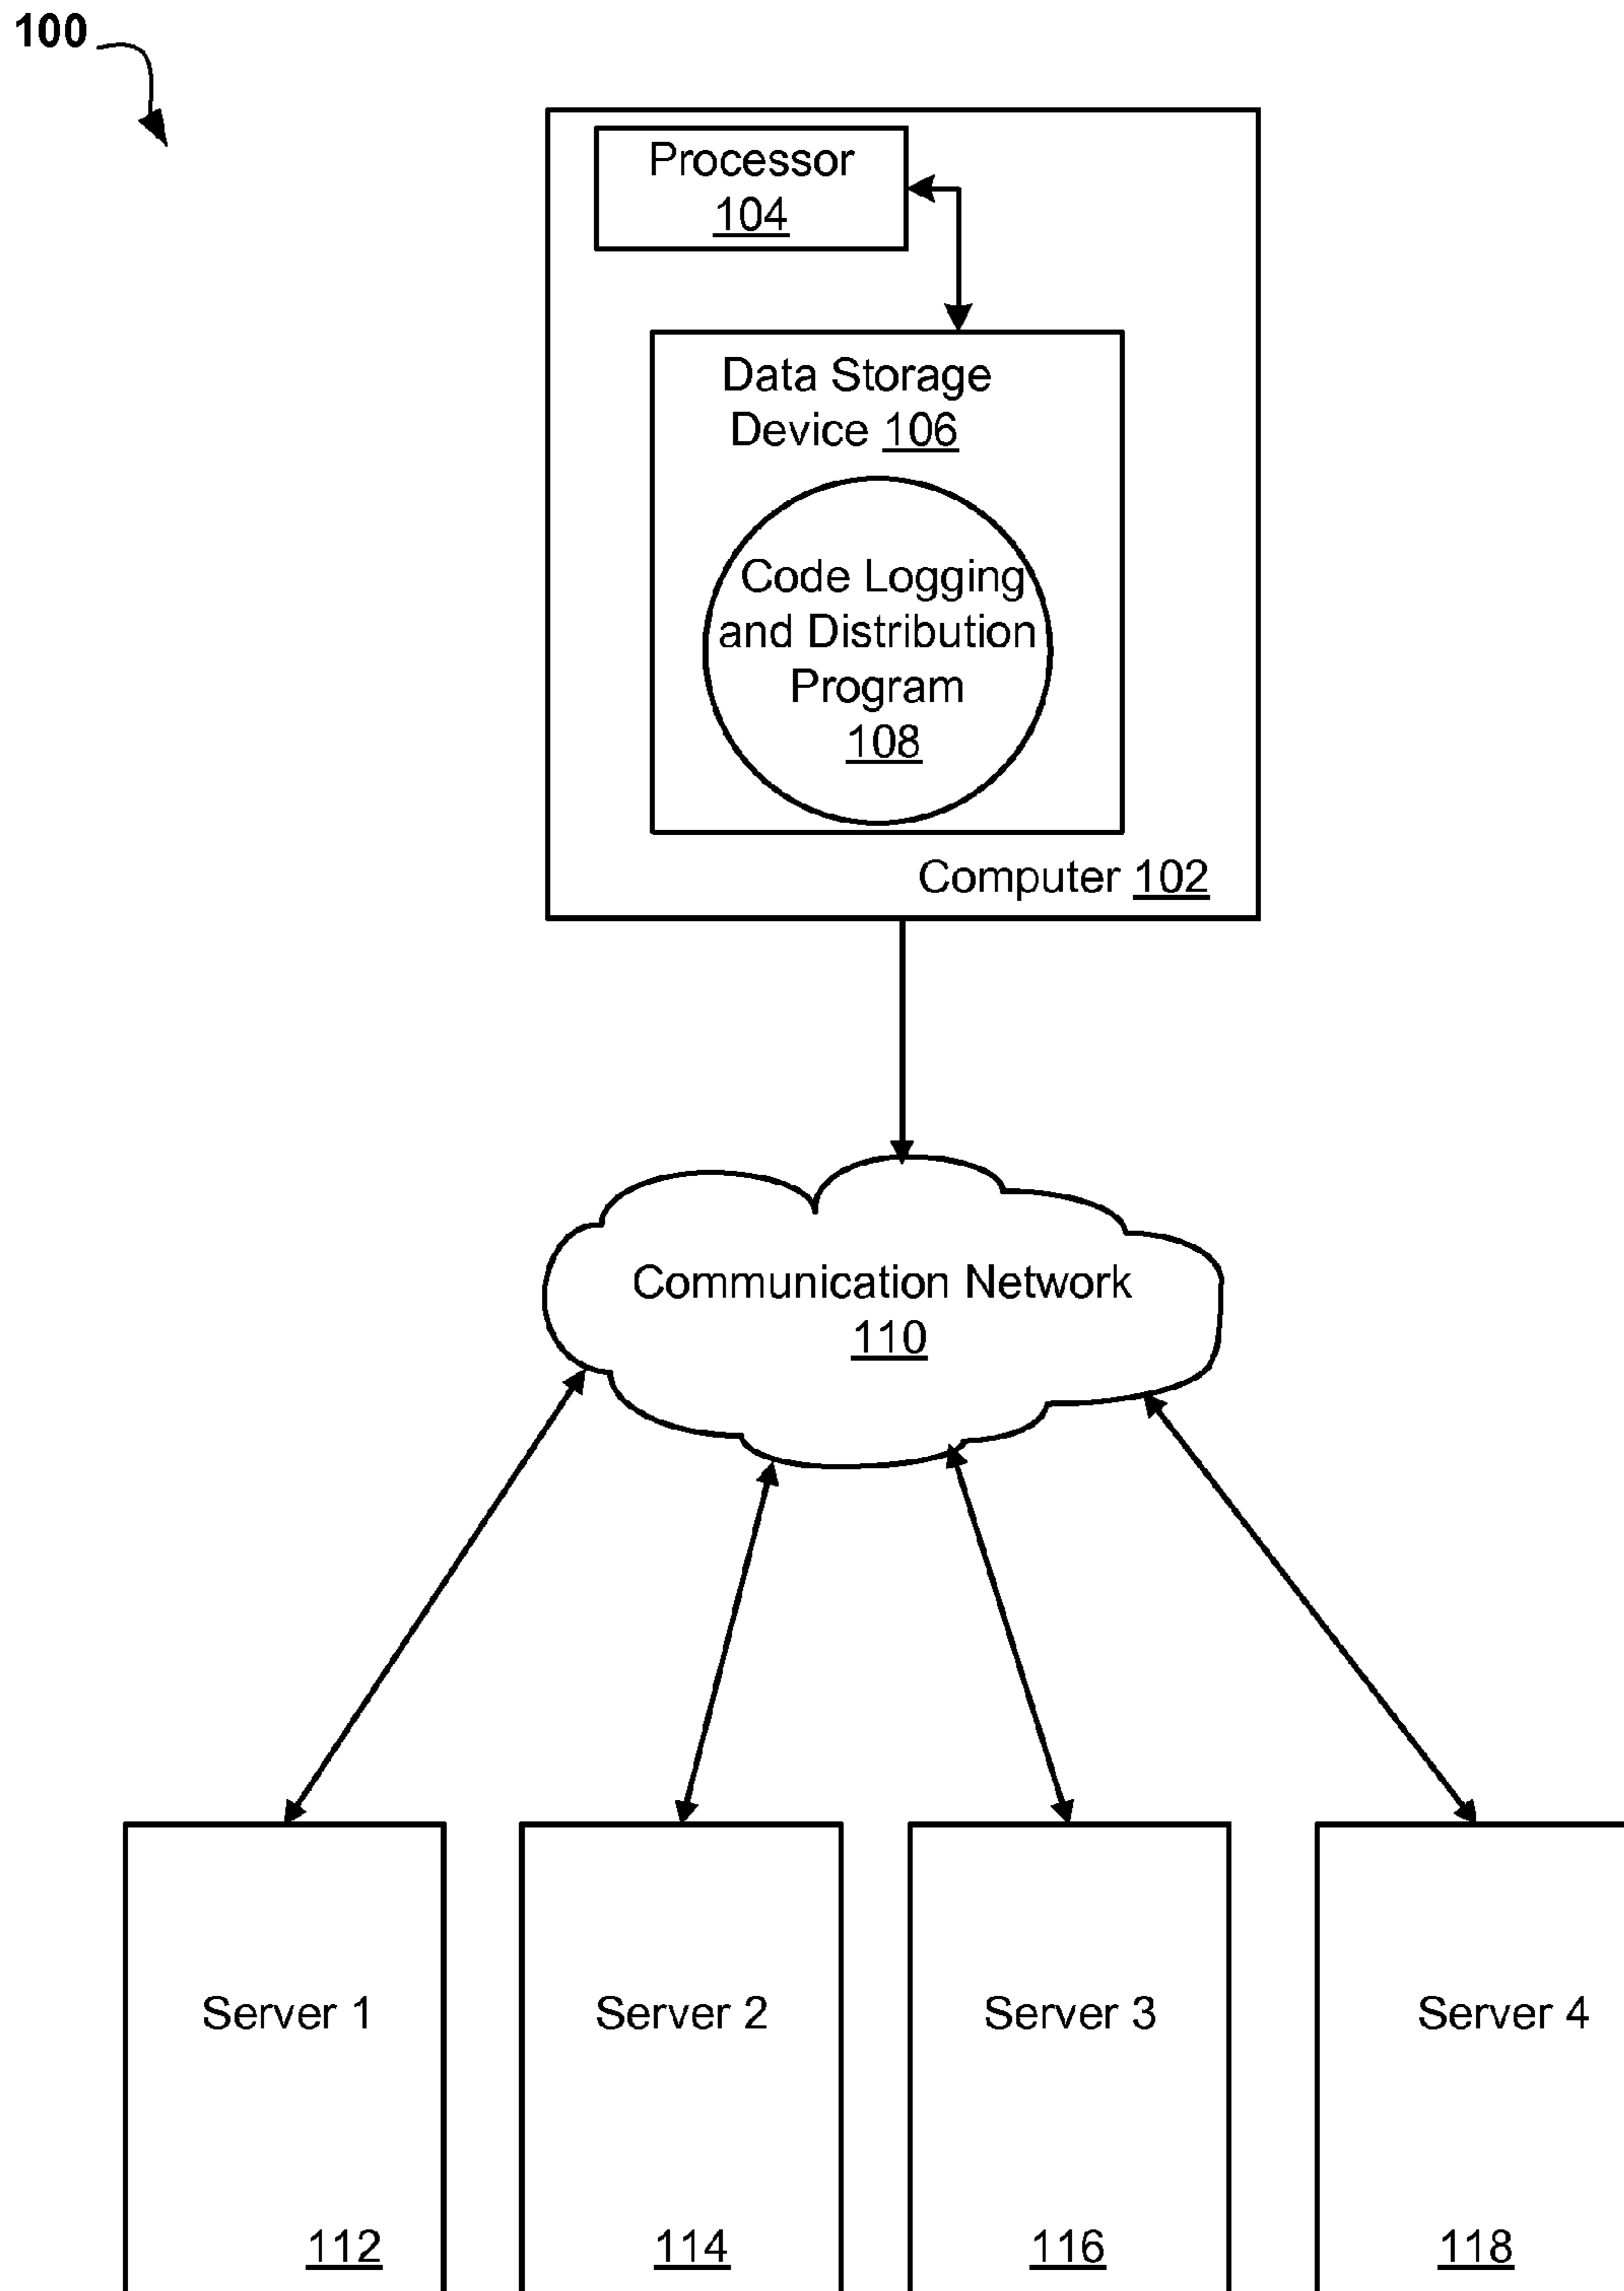 100
Processor
104
Data Storage
Device 106
Code Logging
and Distribution
Program
108
Computer 102
Communication Network
110
Server 1
Server 2
Server 3
Server 4
112
114
116
118